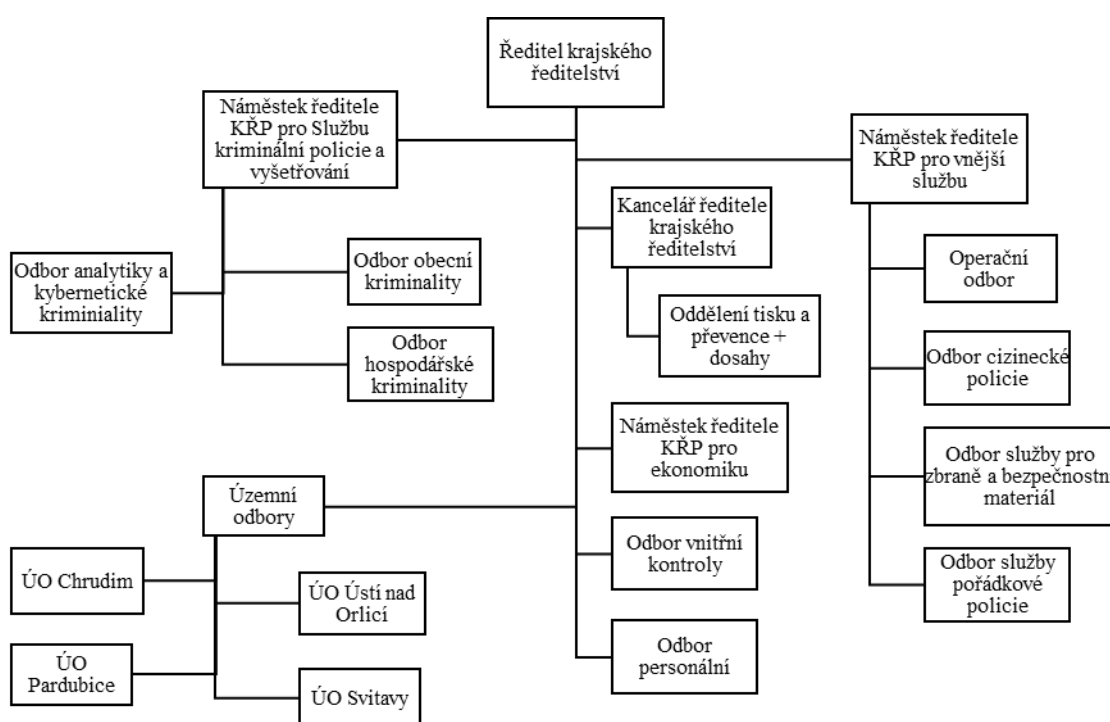 Ředitel krajského
ředitelství
Náměstek ředitele
KŘP pro Službu
kriminální policie a
vyšetřování
Náměstek ředitele
KŘP pro vnější
službu
Kancelář ředitele
krajského
ředitelství
Odbor analytiky a
kybernetické
kriminiality
Odbor obecní
kriminality
Operační
odbor
Oddělení tisku a
převence +
dosahy
Odbor
hospodářské
kriminality
Odbor cizinecké
policie
Náměstek ředitele
KŘP pro
ekonomiku
Odbor služby pro
zbraně a bezpečnostn
materiál
Územní
odbory
Odbor vnitřní
kontroly
ÚO Chrudim
ÚO Ústí nad
Orlicí
Odbor služby
pořádkové
policie
ÚO
Pardubice
Odbor
personální
ÚO Svitavy